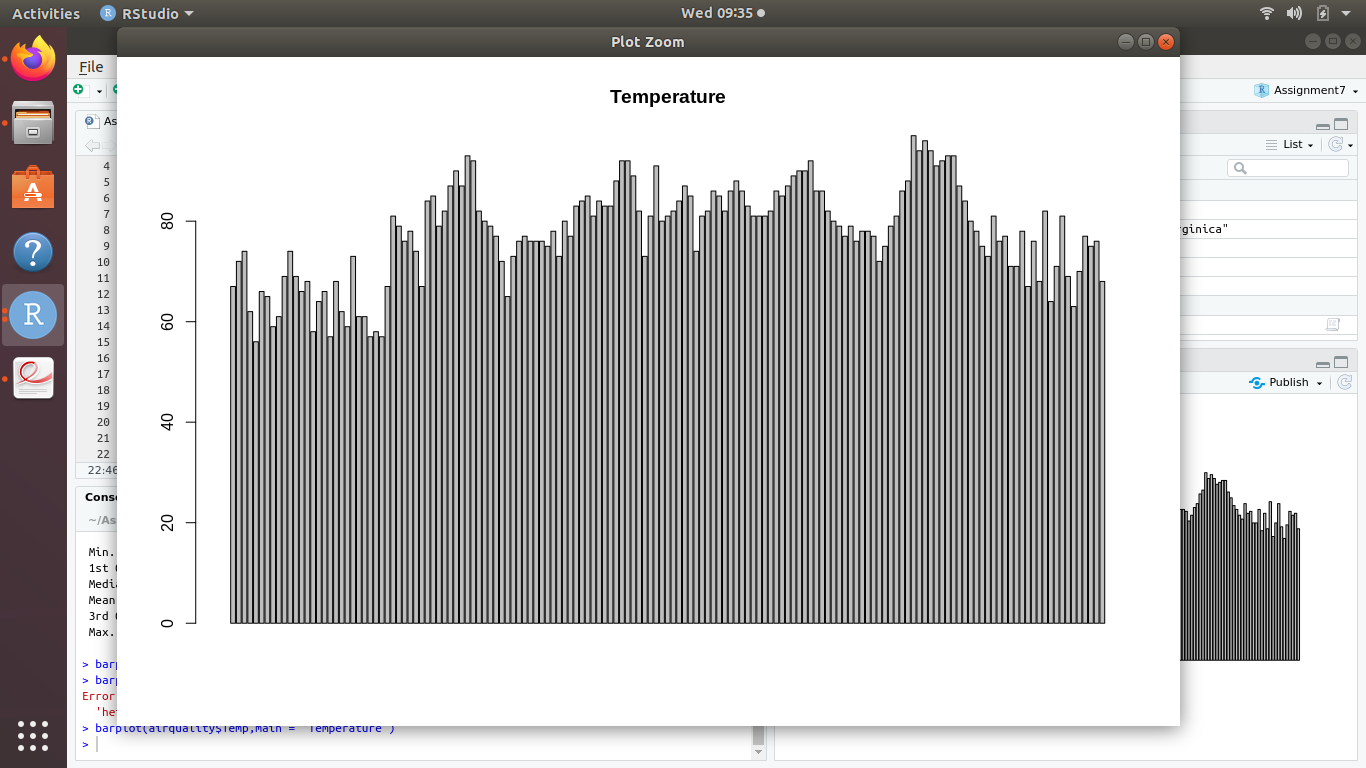 Activities
RStudio
Wed 09:35
Plot Zoom
File
Assignment7
As
List
4
5
6
7
8
9
10
11
12
13
14
15
16
17
18
19
20
21
22
22:46
rginica"
Temperature
80
60
40
20
0
Publish
Conso
~/As
Min.
1st
Media
Mean
3rd
Max.
> barp
> barp
Error
'he
> barplot(airquality$Temp,main = "Temperature")
>